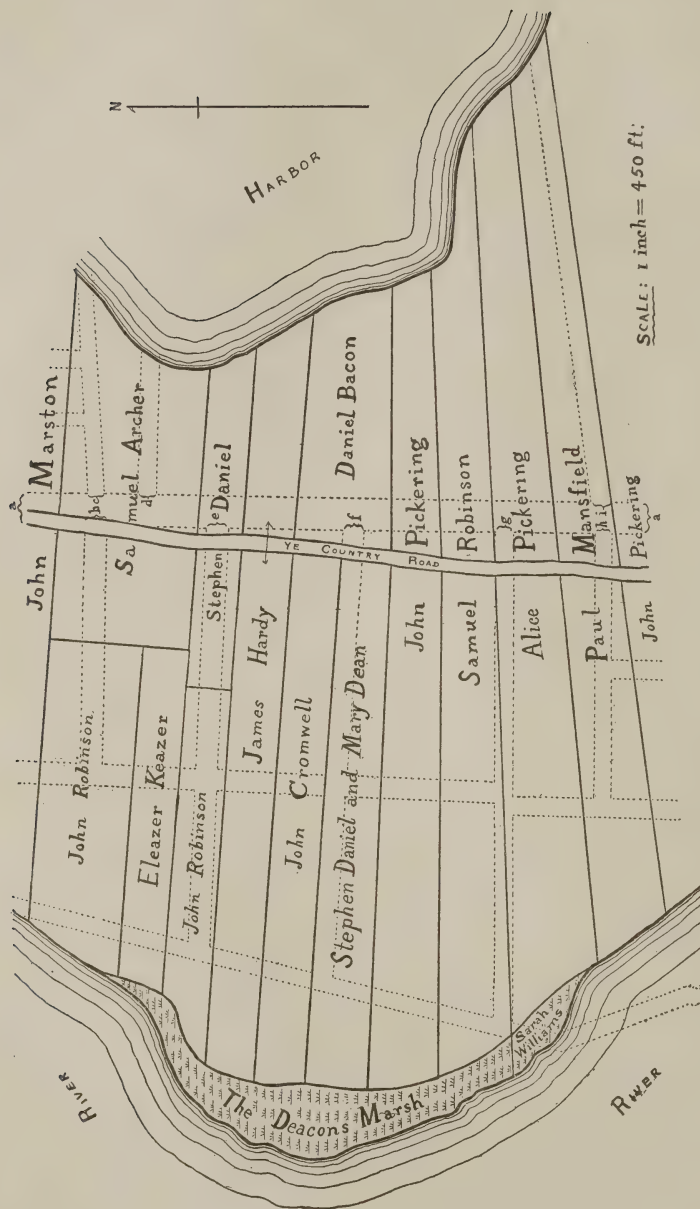 N
HARBOR
John Marston
a
John Robinson
bc
Samuel Archer
d
Eleazer Keazer
John Robinson
Stephen Daniel
e
James Hardy
YE COUNTRY ROAD
John Cromwell
Daniel Bacon
Stephen Daniel and Mary Dean
f
John Pickering
Samuel Robinson
g
Alice Pickering
Paul Mansfield
h i
John Pickering
a
The Deacons Marsh
Sarah
Williams
RIVER
RIVER
SCALE: 1 inch = 450 ft.